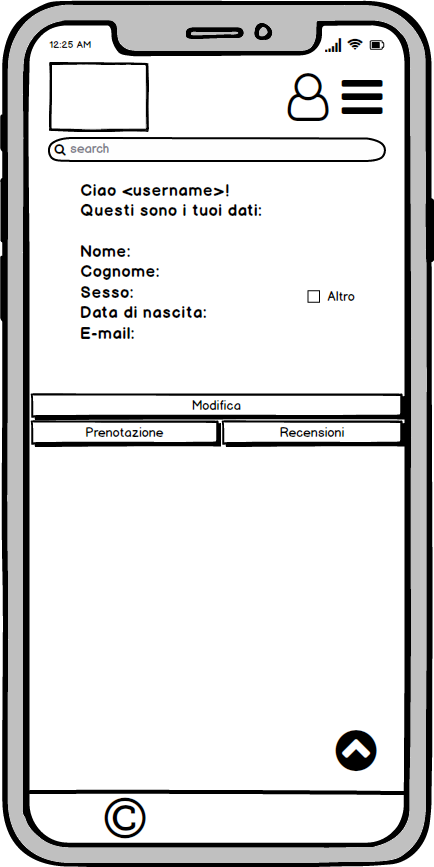 12:25 AM
search
Ciao <username>!
Questi sono i tuoi dati:
Nome:
Cognome:
Sesso:
Altro
Data di nascita:
E-mail:
Modifica
Prenotazione
Recensioni
©